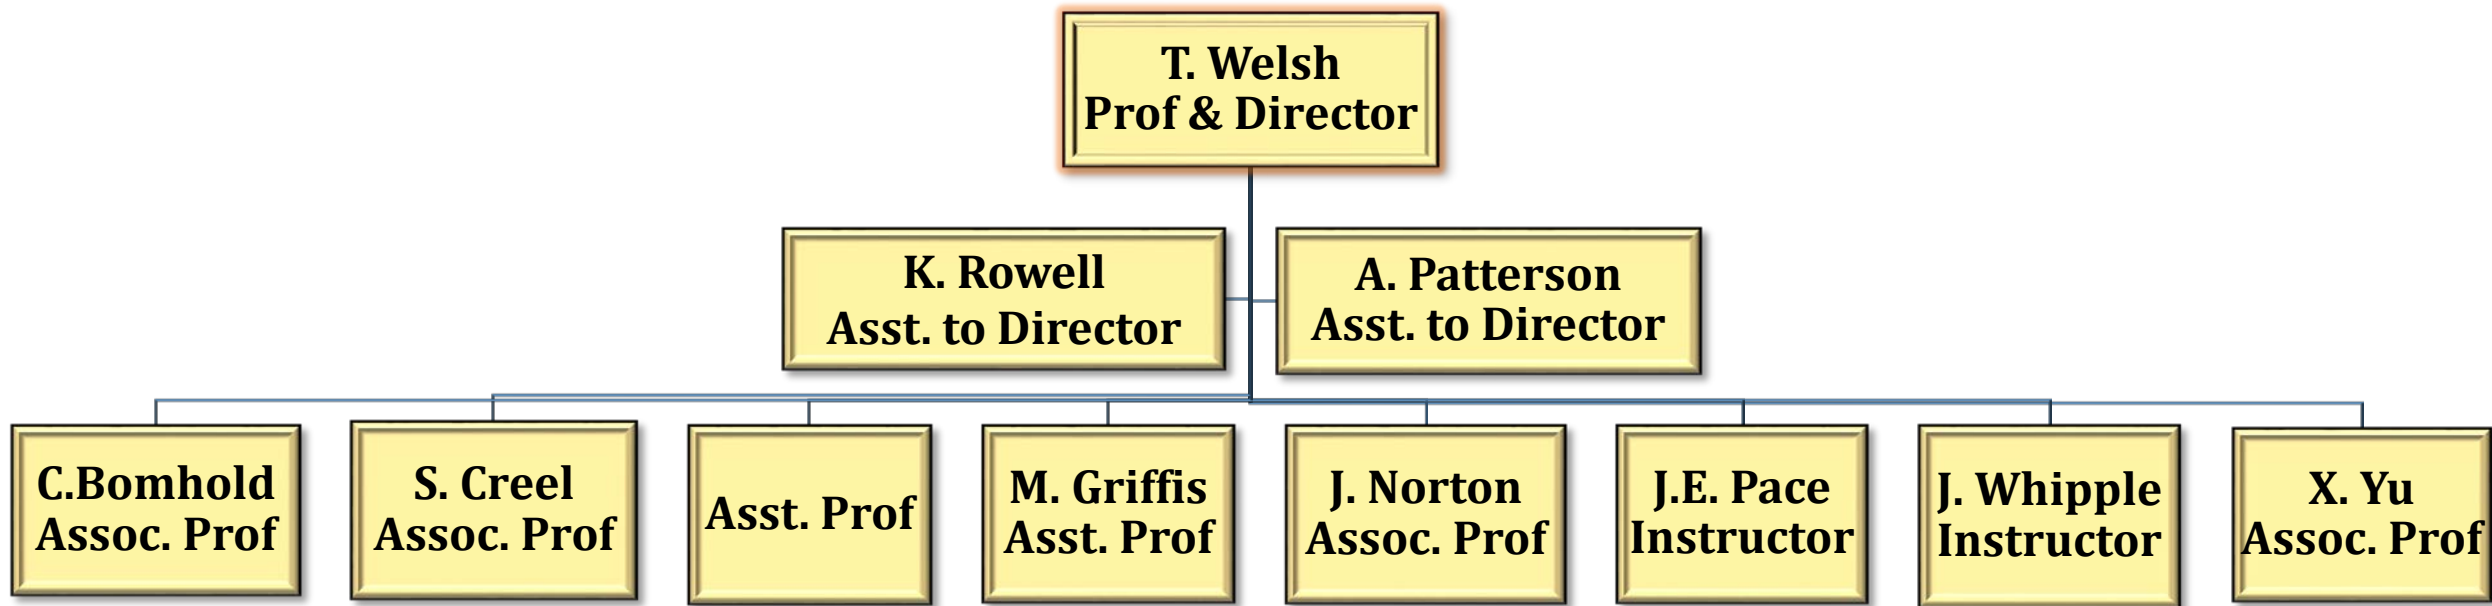 T. Welsh
Prof & Director
K. Rowell
Asst. to Director
A. Patterson
Asst. to Director
C.Bomhold
Assoc. Prof
S. Creel
Assoc. Prof
Asst. Prof
M. Griffis
Asst. Prof
J. Norton
Assoc. Prof
J.E. Pace
Instructor
J. Whipple
Instructor
X. Yu
Assoc. Prof